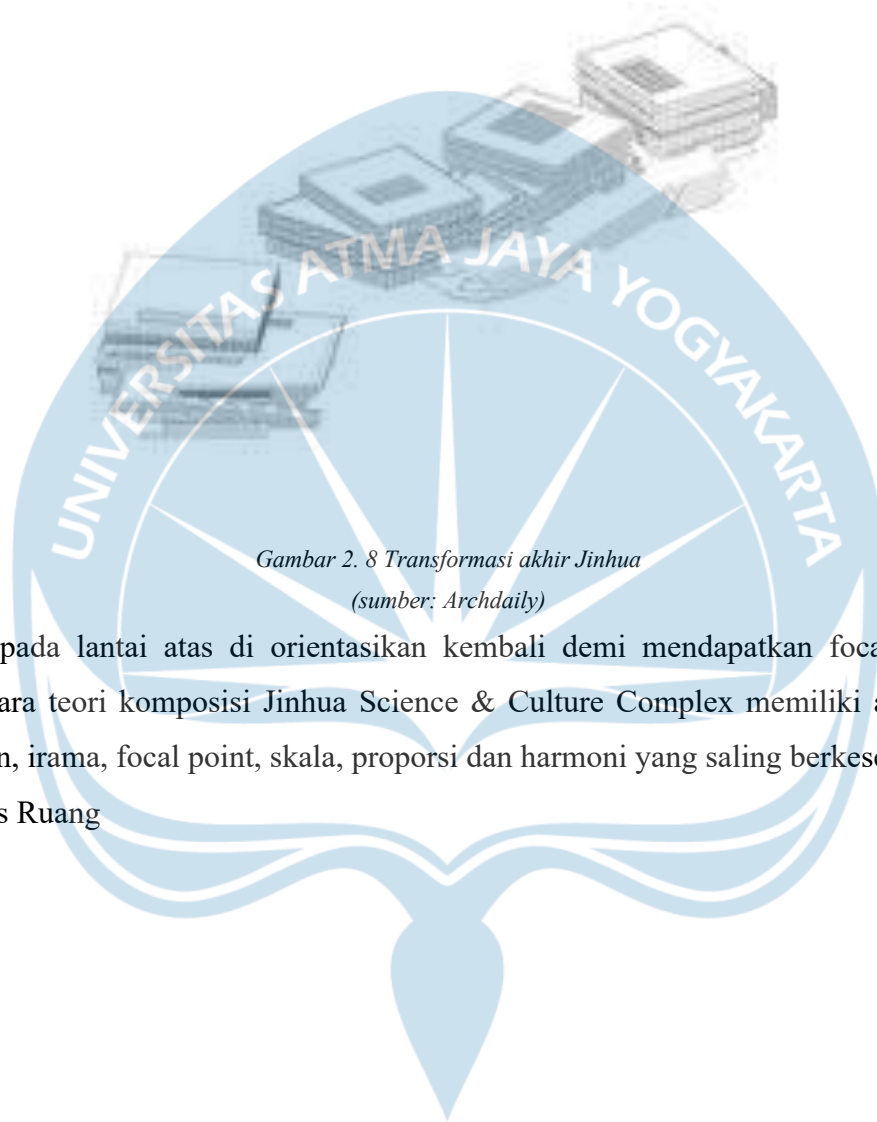 UNIVERSITAS ATMA JAYA YOGYAKARTA
Gambar 2. 8 Transformasi akhir Jinhua
(sumber: Archdaily)
pada lantai atas di orientasikan kembali demi mendapatkan
ara teori komposisi Jinhua Science & Culture Complex memiliki
n, irama, focal point, skala, proporsi dan harmoni yang saling
s Ruang